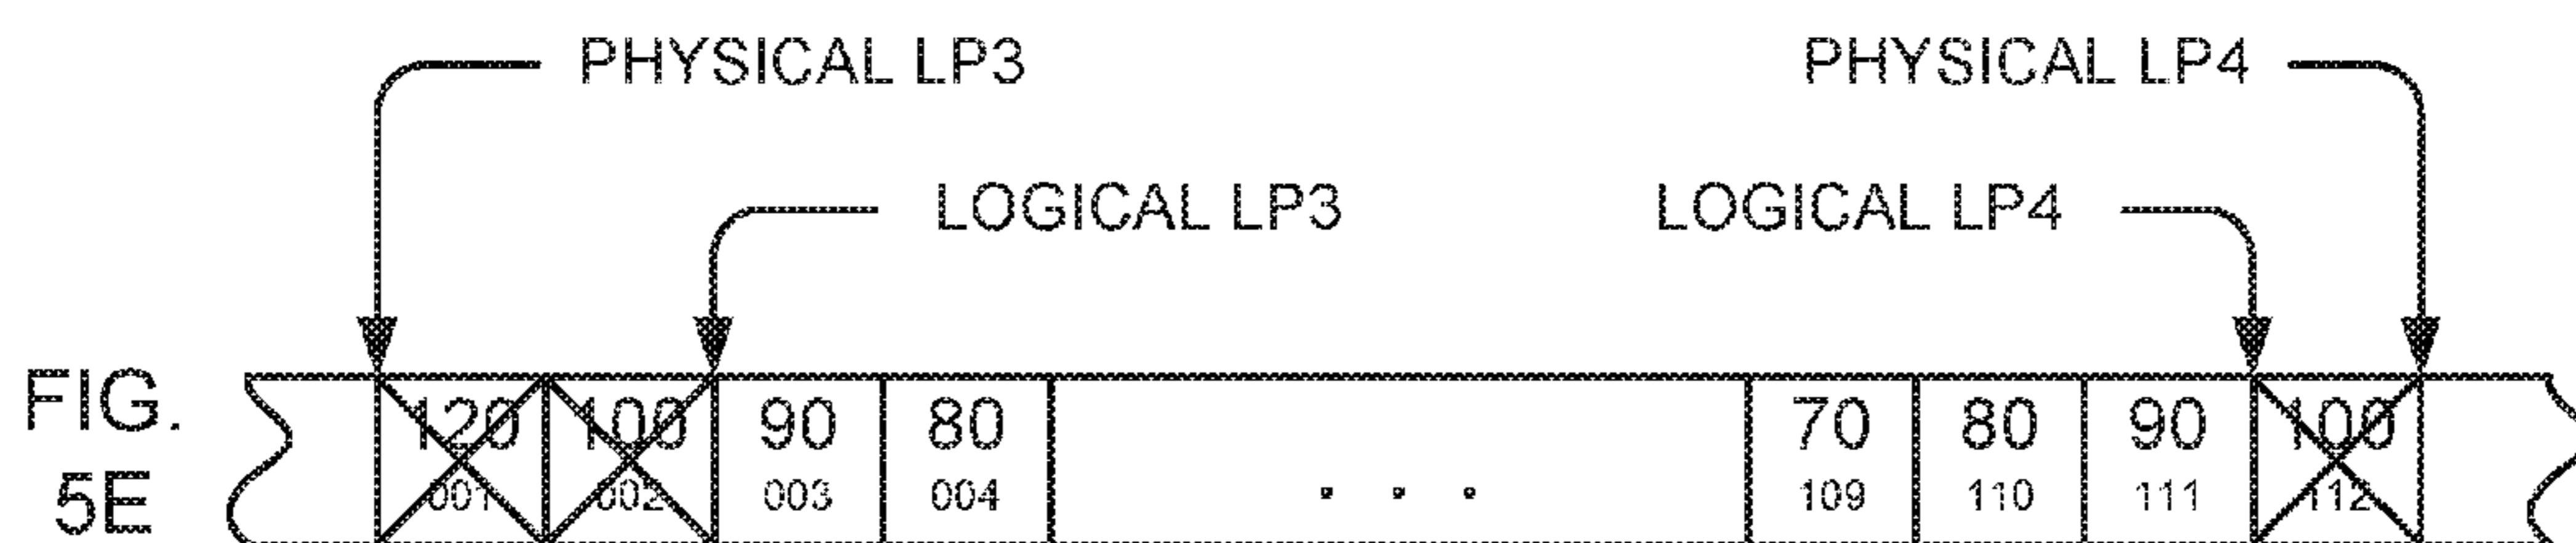 PHYSICAL LP3 PHYSICAL LP4
LOGICAL LP3 LOGICAL LP4
FIG. 120 100 90 80 70 80 90 100
5E 001 002 003 004 . . . 109 110 111 112